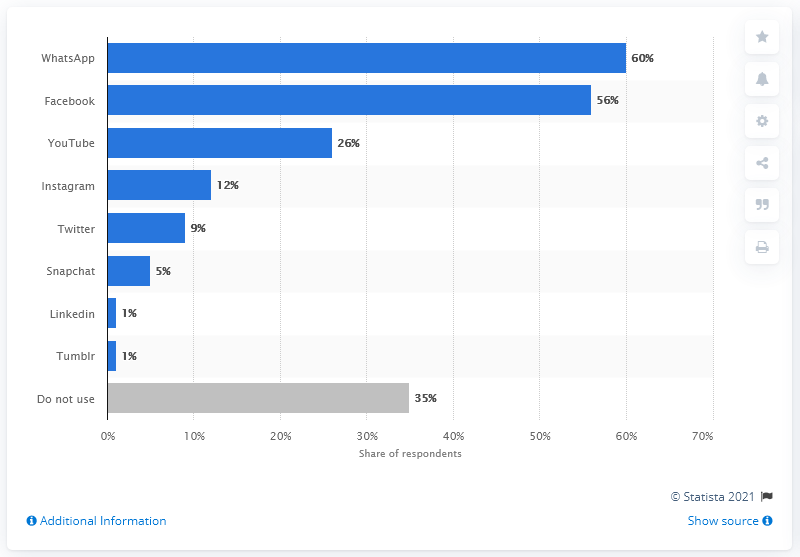 WhatsApp 60%
Facebook 56%
YouTube 26%
Instagram 12%
Twitter 9%
Snapchat 5%
Linkedin 1%
Tumblr 1%
Do not use 35%
0% 10% 20% 30% 40% 50% 60% 70%
Share of respondents
© Statista 2021
Additional Information Show source